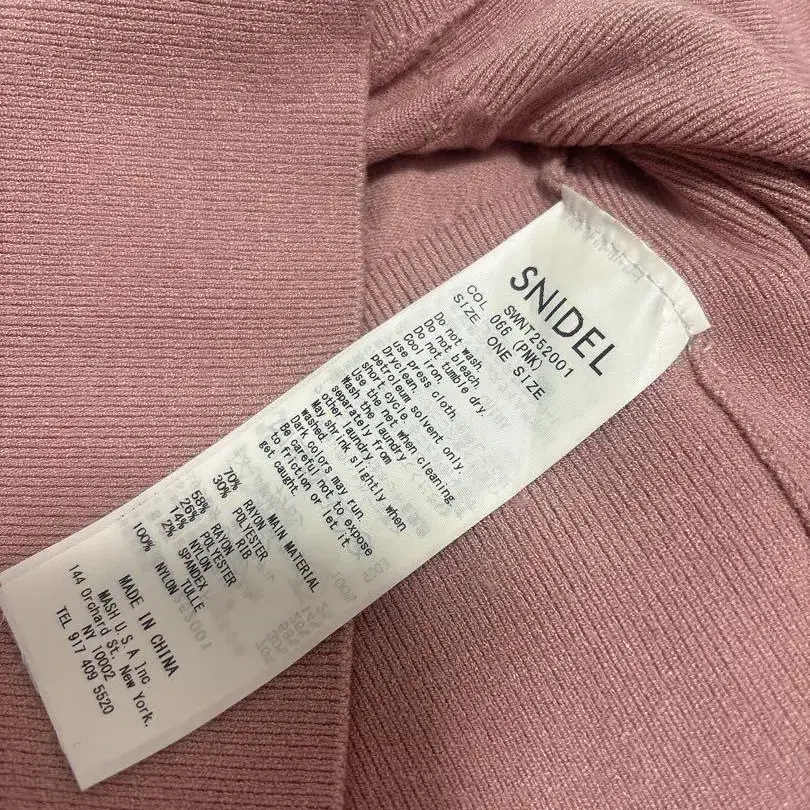 SNIDEL
SWNT252001
COL 066 (PNK)
SIZE ONE SIZE
Do not wash.
Do not bleach.
Do not tumble dry.
Cool iron.
use press cloth.
Dryclean.
petroleum solvent only.
short cycle.
Use the net when cleaning.
Wash the laundry
separately from
other laundry.
May shrink slightly when
washed
Dark colors may run.
Be careful not to expose
to friction or let it
get caught.
MAIN MATERIAL
70% RAYON
30% POLYESTER
RIB
58% RAYON
26% POLYESTER
14% NYLON
2% SPANDEX
TULLE
100% NYLON
MADE IN CHINA
MASH U.S.A Inc
144 Orchard St. New York.
NY 10002
TEL 917 409 5520